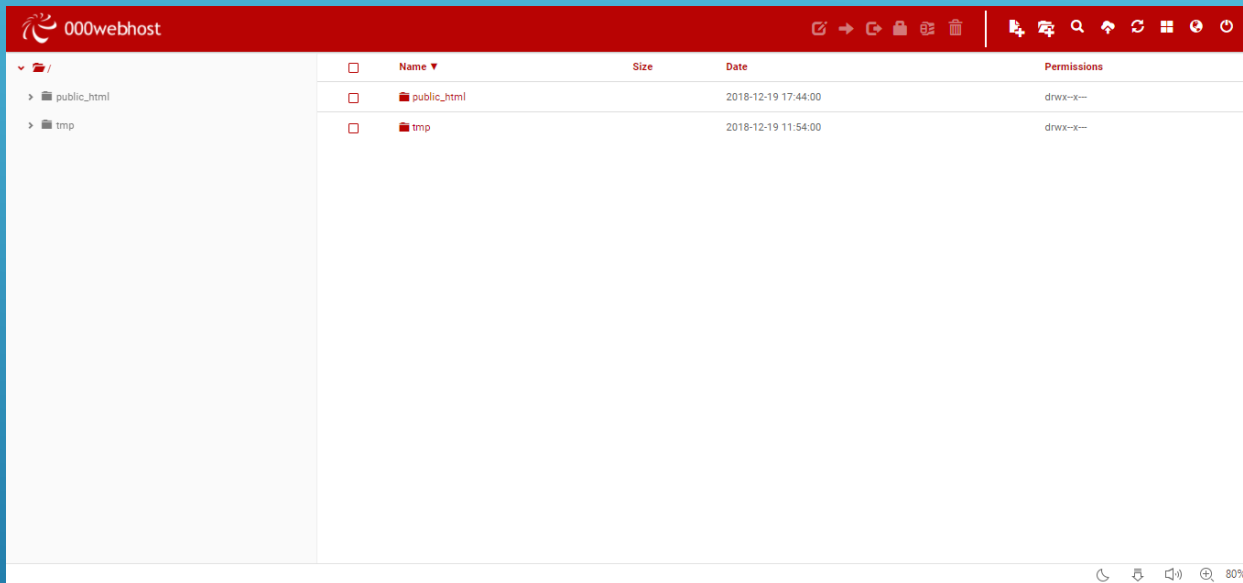 000webhost
/
Name ▼ Size Date Permissions
public_html
public_html 2018-12-19 17:44:00 drwx--x---
tmp
tmp 2018-12-19 11:54:00 drwx--x---
80%